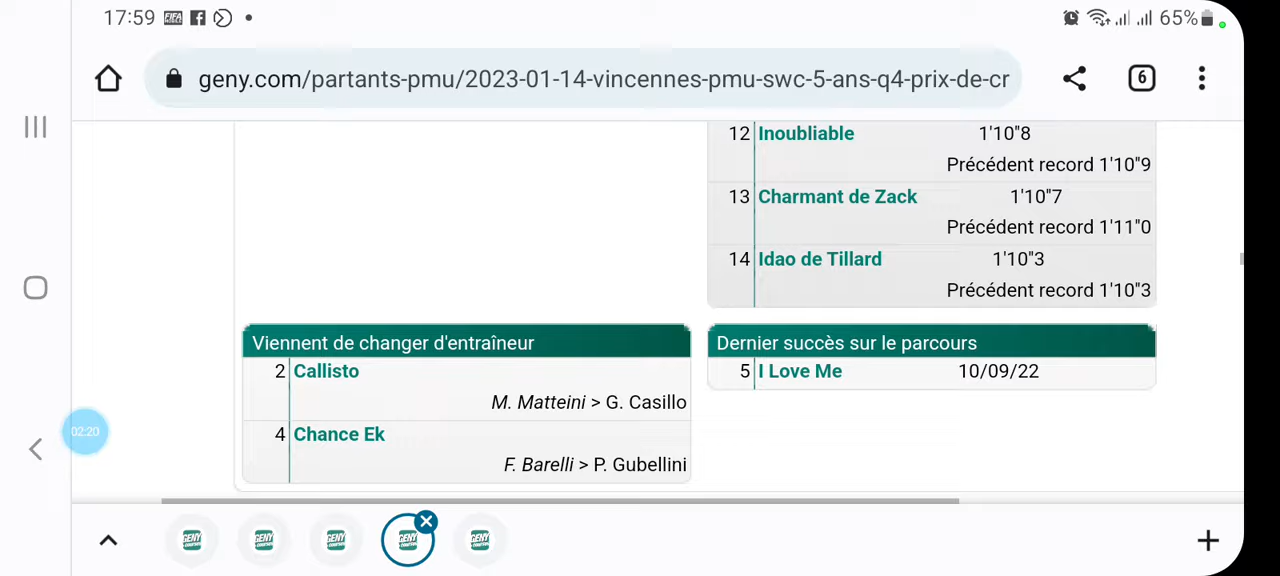 17:59
65%
geny.com/partants-pmu/2023-01-14-vincennes-pmu-swc-5-ans-q4-prix-de-cr
6
12 Inoubliable 1'10"8
Précédent record 1'10"9
13 Charmant de Zack 1'10"7
Précédent record 1'11"0
14 Idao de Tillard 1'10"3
Précédent record 1'10"3
Viennent de changer d'entraîneur
2 Callisto
M. Matteini > G. Casillo
4 Chance Ek
F. Barelli > P. Gubellini
Dernier succès sur le parcours
5 I Love Me 10/09/22
02:20